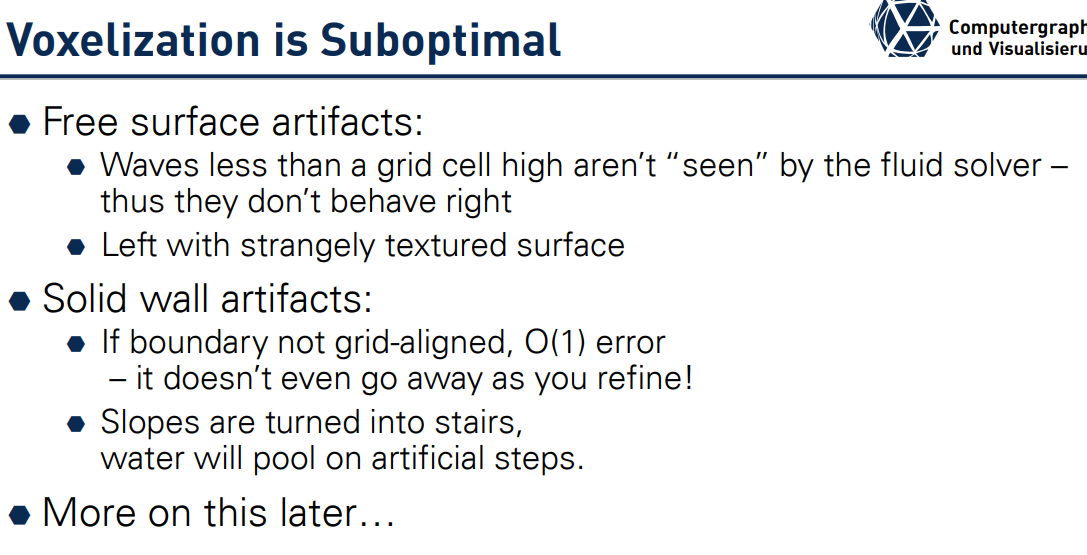 Voxelization is Suboptimal
Computergraph
und Visualisieru
Free surface artifacts:
Waves less than a grid cell high aren’t “seen” by the fluid solver –
thus they don’t behave right
Left with strangely textured surface
Solid wall artifacts:
If boundary not grid-aligned, O(1) error
– it doesn’t even go away as you refine!
Slopes are turned into stairs,
water will pool on artificial steps.
More on this later…